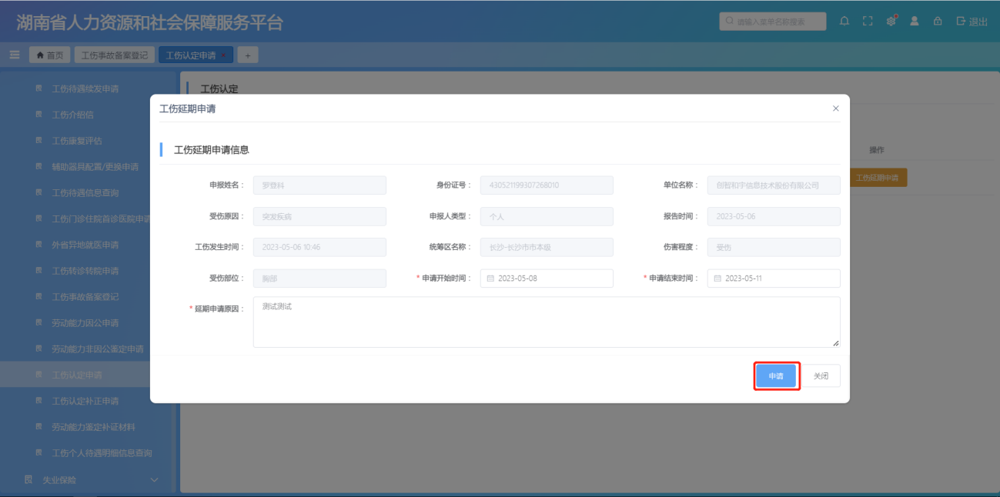 湖南省人力资源和社会保障服务平台
请输入菜单名称搜索
退出
首页 工伤事故备案登记 工伤认定申请 × +
工伤待遇续发申请
工伤介绍信
工伤康复评估
辅助器具配置/更换申请
工伤待遇信息查询
工伤门诊住院首诊医院申请
外省异地就医申请
工伤转诊转院申请
工伤事故备案登记
劳动能力因公申请
劳动能力非因公鉴定申请
工伤认定申请
工伤认定补正申请
劳动能力鉴定补证材料
工伤个人待遇明细信息查询
失业保险
工伤认定
操作
工伤延期申请
工伤延期申请 ×
工伤延期申请信息
申报姓名： 罗登科 身份证号： 430521199307268010 单位名称： 创智和宇信息技术股份有限公司
受伤原因： 突发疾病 申报人类型： 个人 报告时间： 2023-05-06
工伤发生时间： 2023-05-06 10:46 统筹区名称： 长沙-长沙市市本级 伤害程度： 受伤
受伤部位： 胸部 * 申请开始时间： 2023-05-08 * 申请结束时间： 2023-05-11
* 延期申请原因： 测试测试
申请 关闭